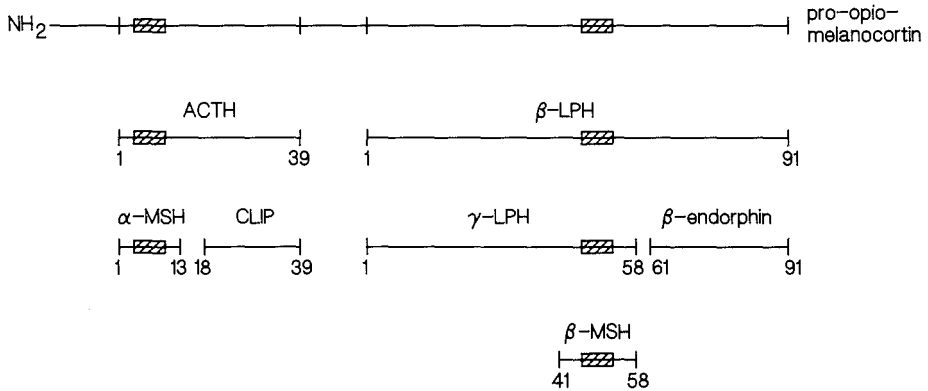 NH2
pro-opio-
melanocortin
ACTH β-LPH
1 39 1 91
α-MSH CLIP γ-LPH β-endorphin
1 13 18 39 1 58 61 91
β-MSH
41 58